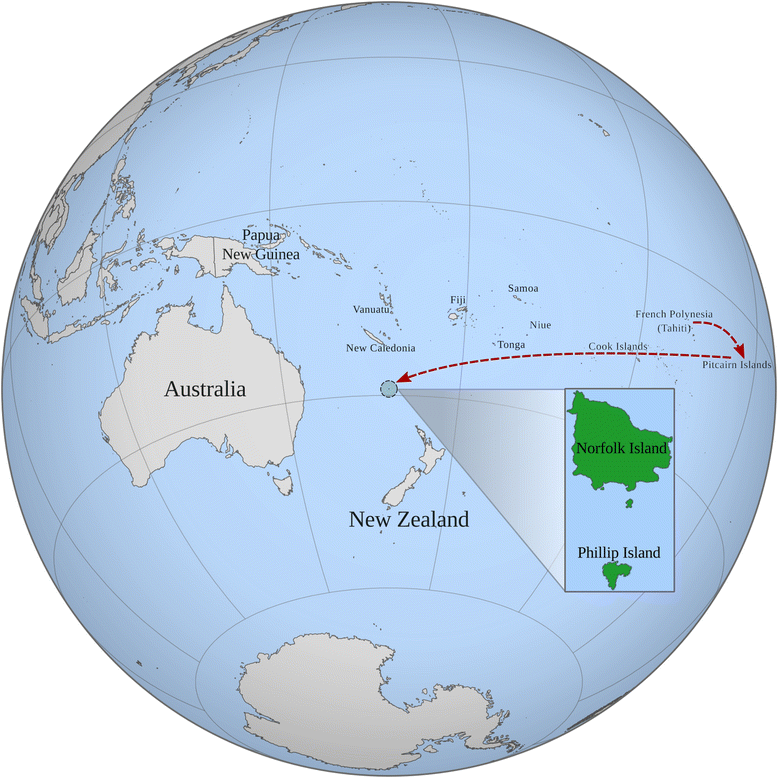 Papua
New Guinea
Samoa
Fiji
Vanuatu
French Polynesia
(Tahiti)
Niue
Tonga
New Caledonia
Cook Islands
Pitcairn Islands
Australia
Norfolk Island
New Zealand
Phillip Island